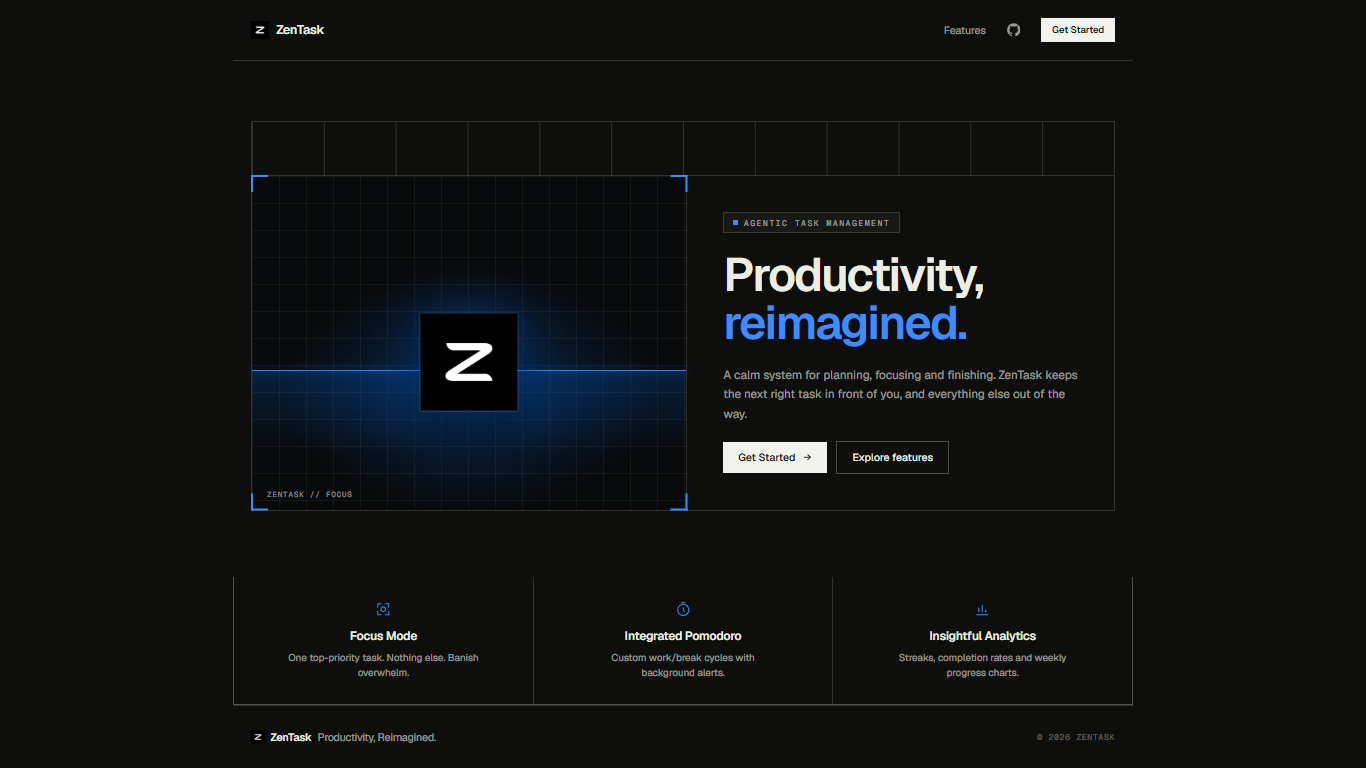 Z ZenTask
Features
Get Started
AGENTIC TASK MANAGEMENT
Productivity,
reimagined.
A calm system for planning, focusing and finishing. ZenTask keeps
the next right task in front of you, and everything else out of the
way.
Get Started →
Explore features
Z
ZENTASK // FOCUS
Focus Mode
One top-priority task. Nothing else. Banish
overwhelm.
Integrated Pomodoro
Custom work/break cycles with
background alerts.
Insightful Analytics
Streaks, completion rates and weekly
progress charts.
Z ZenTask Productivity, Reimagined.
© 2026 ZENTASK